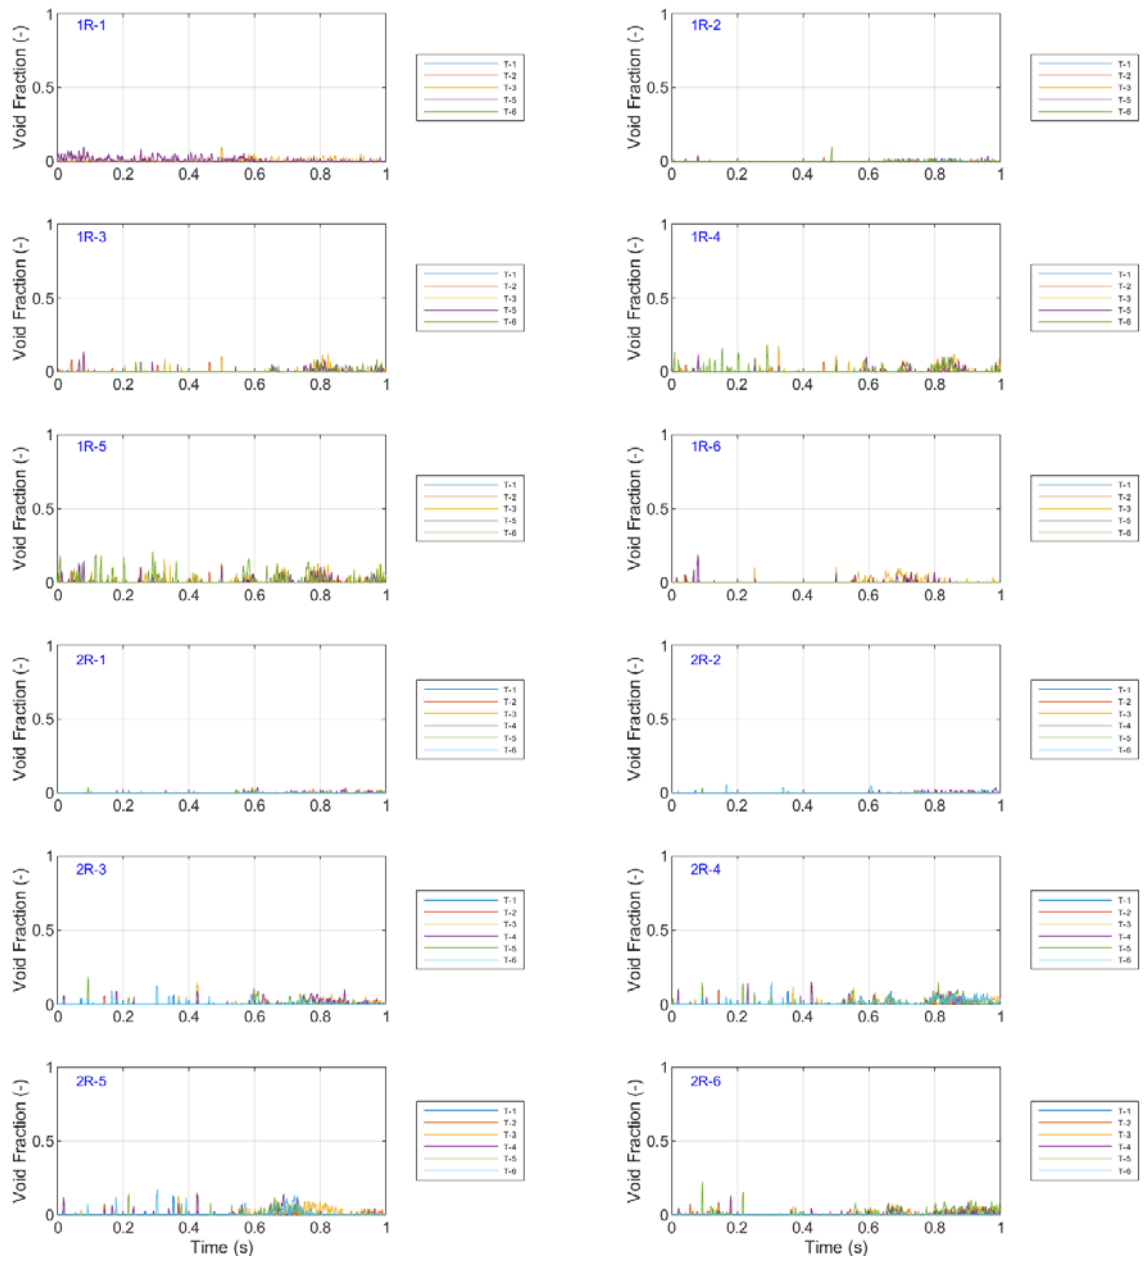 1R-1
Void Fraction (-)
1
0.5
0
0 0.2 0.4 0.6 0.8 1
T-1
T-2
T-3
T-5
T-6
1R-2
Void Fraction (-)
1
0.5
0
0 0.2 0.4 0.6 0.8 1
T-1
T-2
T-3
T-5
T-6
1R-3
Void Fraction (-)
1
0.5
0
0 0.2 0.4 0.6 0.8 1
T-1
T-2
T-3
T-5
T-6
1R-4
Void Fraction (-)
1
0.5
0
0 0.2 0.4 0.6 0.8 1
T-1
T-2
T-3
T-5
T-6
1R-5
Void Fraction (-)
1
0.5
0
0 0.2 0.4 0.6 0.8 1
T-1
T-2
T-3
T-5
T-6
1R-6
Void Fraction (-)
1
0.5
0
0 0.2 0.4 0.6 0.8 1
T-1
T-2
T-3
T-5
T-6
2R-1
Void Fraction (-)
1
0.5
0
0 0.2 0.4 0.6 0.8 1
T-1
T-2
T-3
T-4
T-5
T-6
2R-2
Void Fraction (-)
1
0.5
0
0 0.2 0.4 0.6 0.8 1
T-1
T-2
T-3
T-4
T-5
T-6
2R-3
Void Fraction (-)
1
0.5
0
0 0.2 0.4 0.6 0.8 1
T-1
T-2
T-3
T-4
T-5
T-6
2R-4
Void Fraction (-)
1
0.5
0
0 0.2 0.4 0.6 0.8 1
T-1
T-2
T-3
T-4
T-5
T-6
2R-5
Void Fraction (-)
1
0.5
0
0 0.2 0.4 0.6 0.8 1
Time (s)
T-1
T-2
T-3
T-4
T-5
T-6
2R-6
Void Fraction (-)
1
0.5
0
0 0.2 0.4 0.6 0.8 1
Time (s)
T-1
T-2
T-3
T-4
T-5
T-6